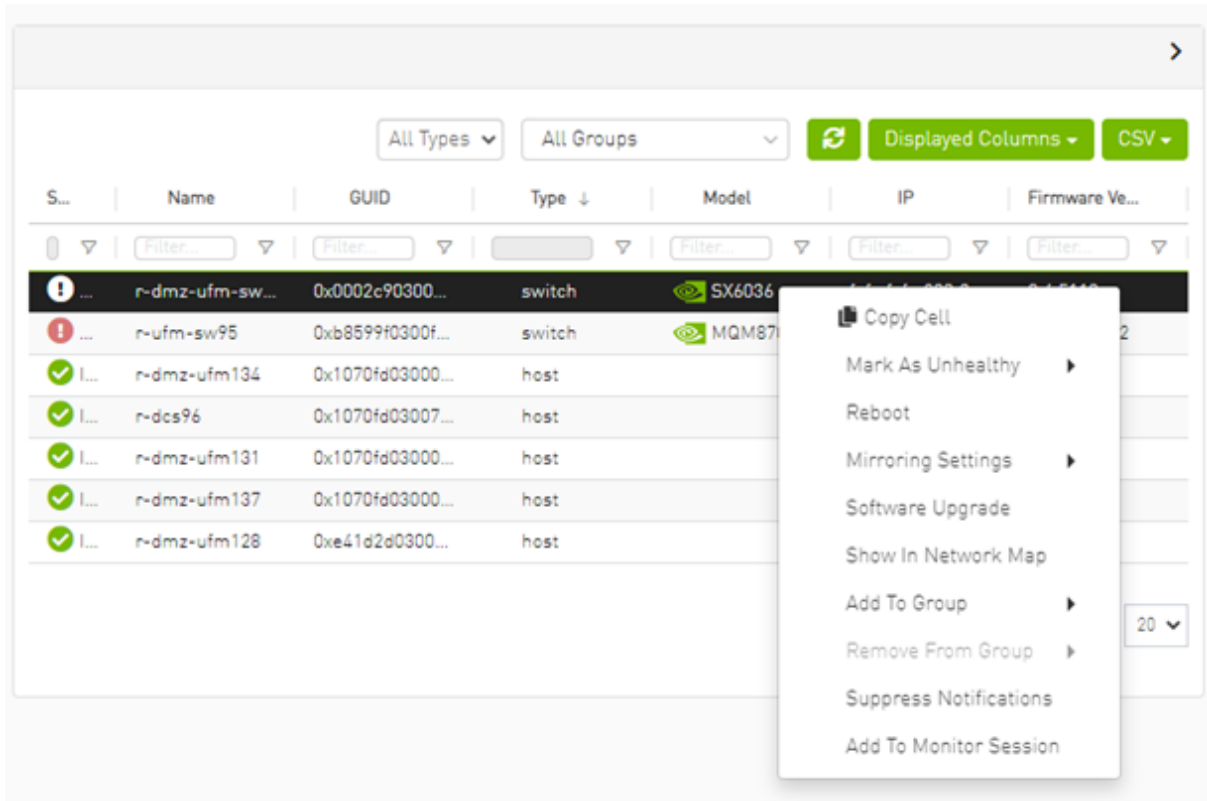 All Types All Groups Displayed Columns CSV
S... Name GUID Type ↓ Model IP Firmware Ve...
Filter... Filter... Filter... Filter... Filter...
... r-dmz-ufm-sw... 0x0002c90300... switch SX6036
... r-ufm-sw95 0xb8599f0300f... switch MQM87 2
I... r-dmz-ufm134 0x1070fd03000... host
I... r-dcs96 0x1070fd03007... host
I... r-dmz-ufm131 0x1070fd03000... host
I... r-dmz-ufm137 0x1070fd03000... host
I... r-dmz-ufm128 0xe41d2d0300... host
Copy Cell
Mark As Unhealthy
Reboot
Mirroring Settings
Software Upgrade
Show In Network Map
Add To Group
Remove From Group
Suppress Notifications
Add To Monitor Session
20